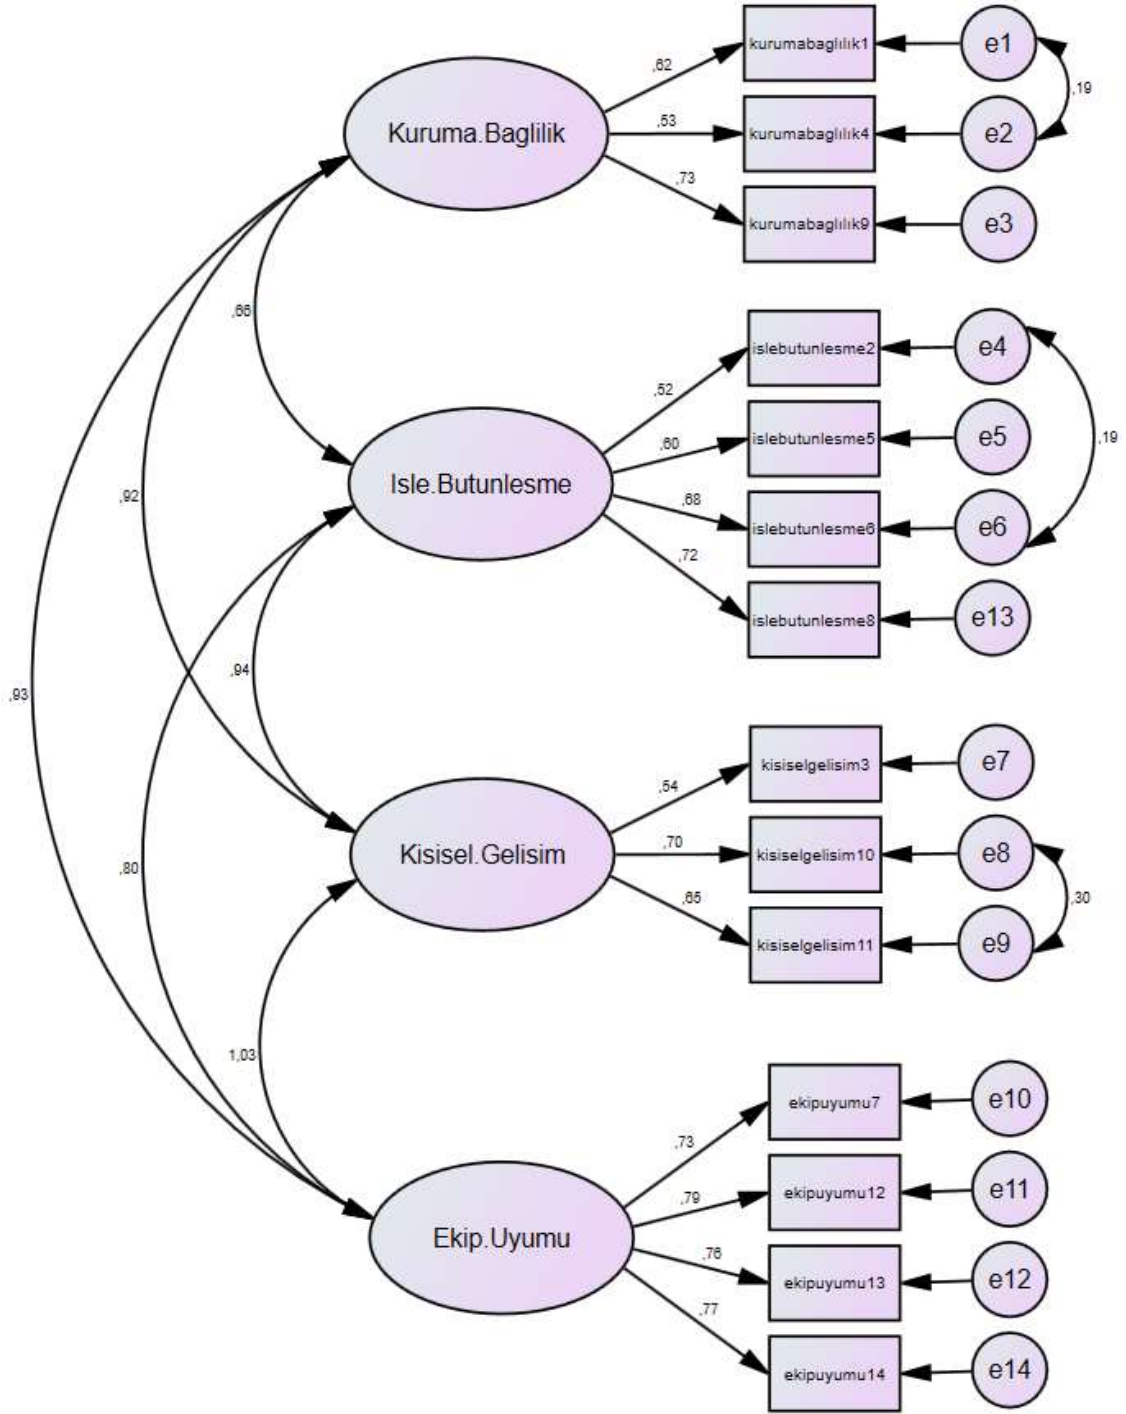 ,62
kurumabaglılık1
e1
,19
Kuruma.Baglilik
,53
kurumabaglılık4
e2
,73
kurumabaglılık9
e3
,66
islebutunlesme2
e4
,52
,60
islebutunlesme5
e5
,19
Isle.Butunlesme
,92
,68
islebutunlesme6
e6
,72
islebutunlesme8
e13
,94
,93
kisiselgelisim3
e7
,54
Kisisel.Gelisim
,70
kisiselgelisim10
e8
,80
,65
,30
kisiselgelisim11
e9
1,03
ekipuyumu7
e10
,73
,79
ekipuyumu12
e11
Ekip.Uyumu
,76
ekipuyumu13
e12
,77
ekipuyumu14
e14